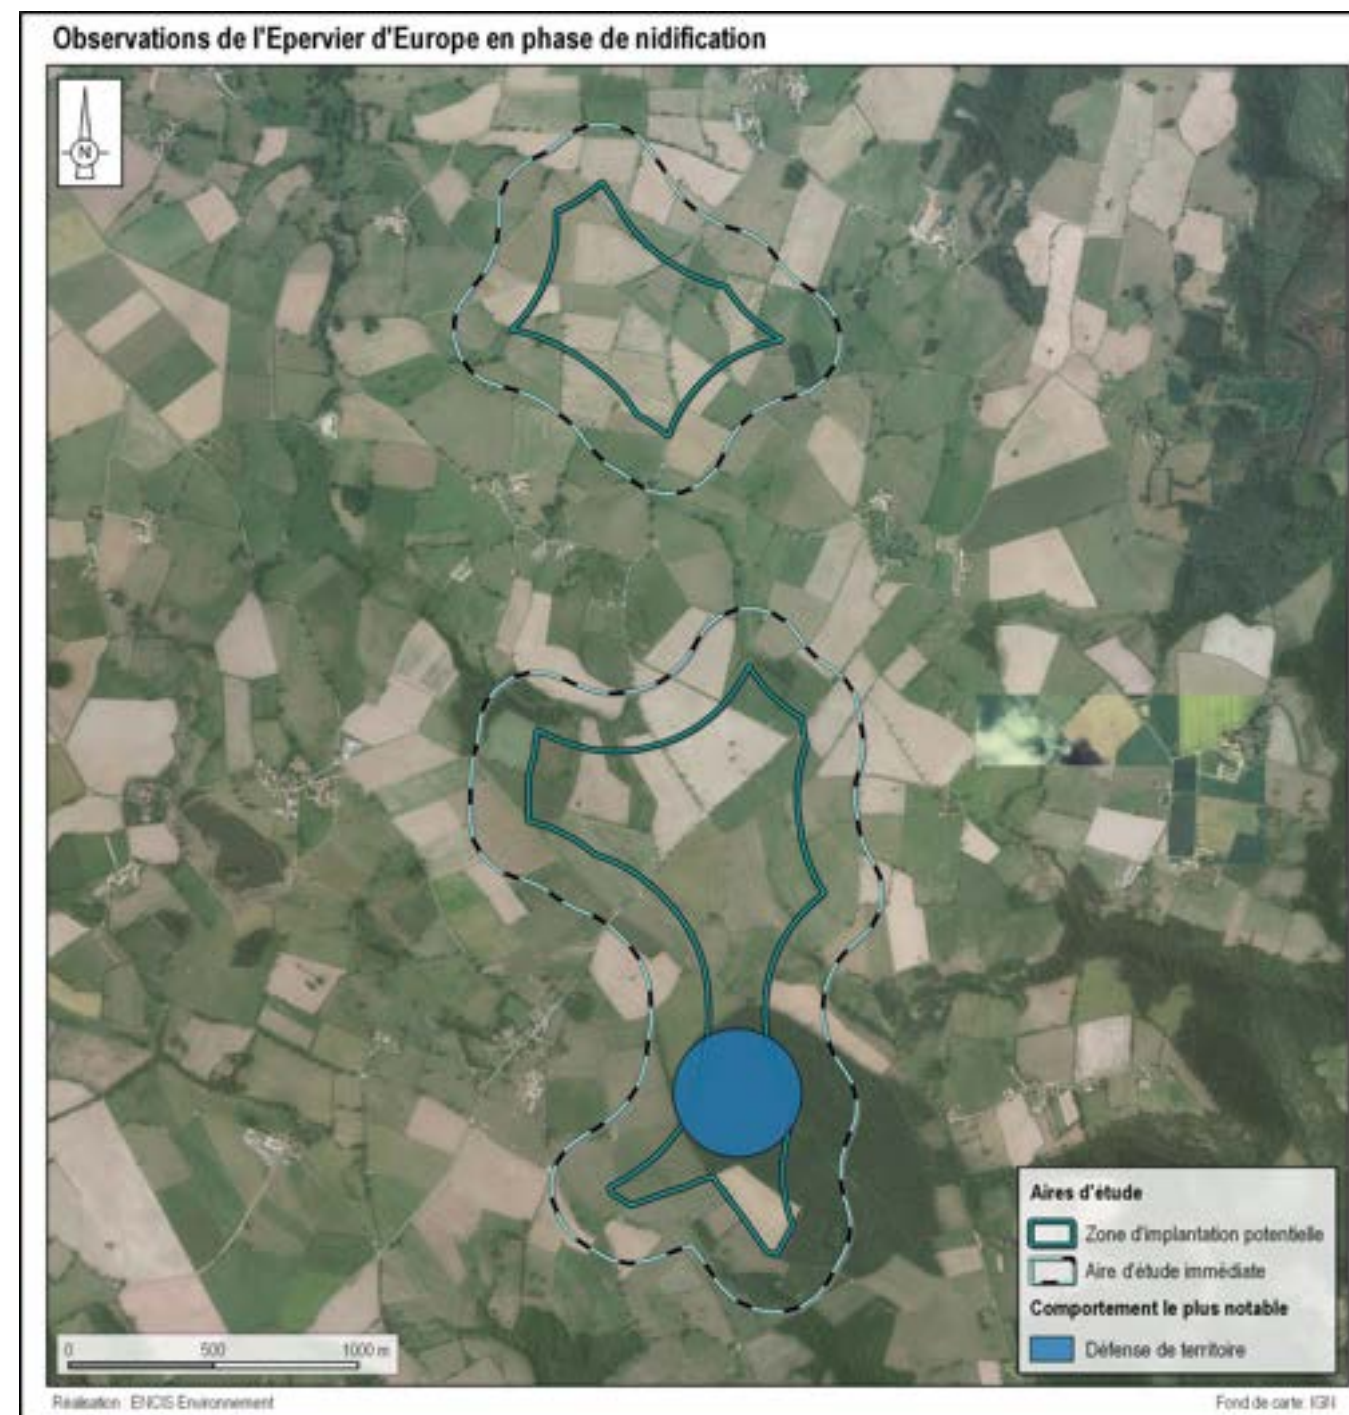 Observations de l'Epervier d'Europe en phase de nidification
N
Aires d'étude
Zone d'implantation potentielle
Aire d'étude immédiate
Comportement le plus notable
Défense de territoire
0 500 1000 m
Réalisation : ENCIS Environnement
Fond de carte: IGN